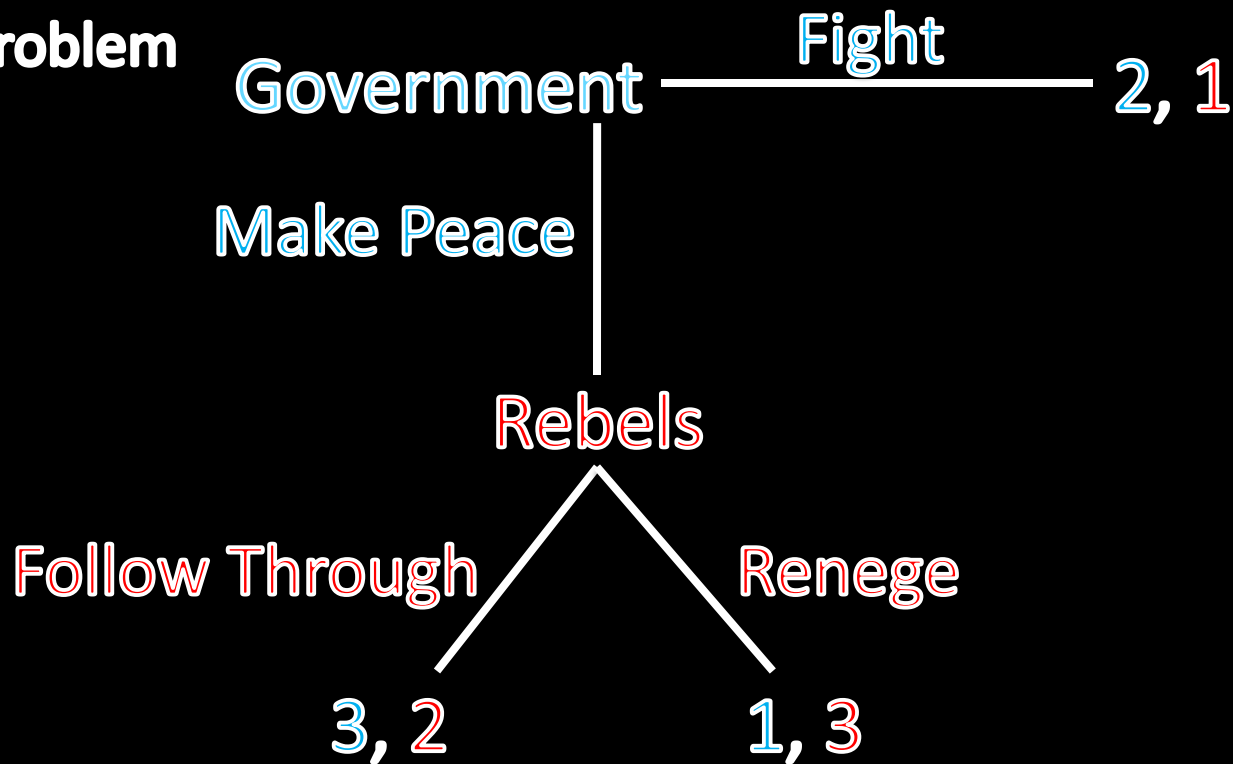 roblem
Fight
Government
2, 1
Make Peace
Rebels
Follow Through
Renege
3, 2
1, 3